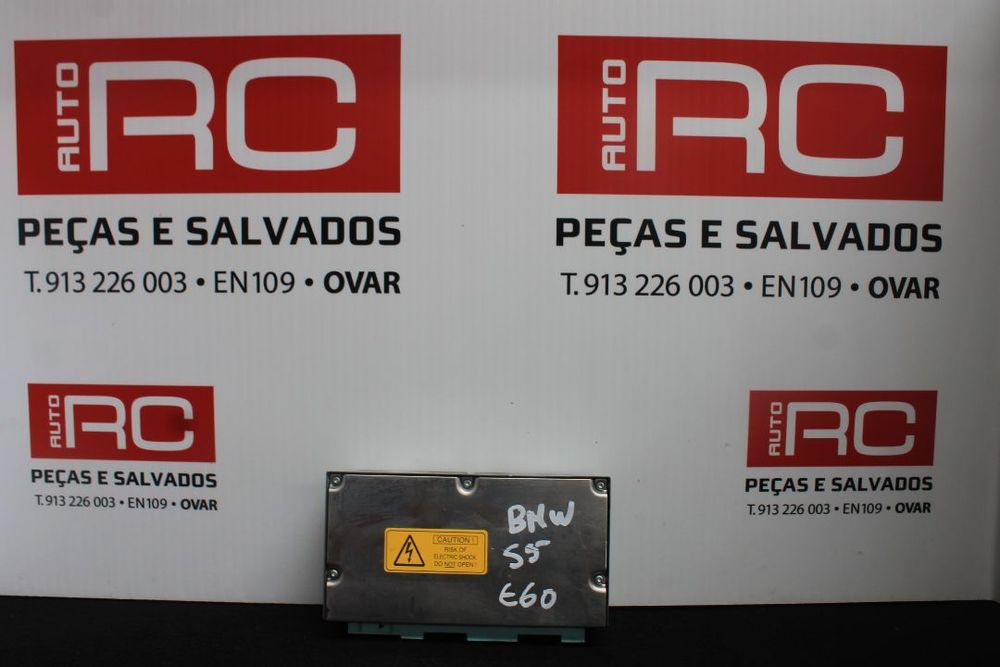 AUTO RC
PEÇAS E SALVADOS
T. 913 226 003 • EN109 • OVAR
AUTO RC
PEÇAS E SALVADOS
T. 913 226 003 • EN109 • OVAR
AUTO RC
PEÇAS E SALVADOS
T. 913 226 003 • EN109 • OVAR
AUTO RC
PEÇAS E SALVADOS
T. 913 226 003 • EN109 • OVAR
CAUTION !
RISK OF
ELECTRIC SHOCK
DO NOT OPEN !
BMW
S5
E60